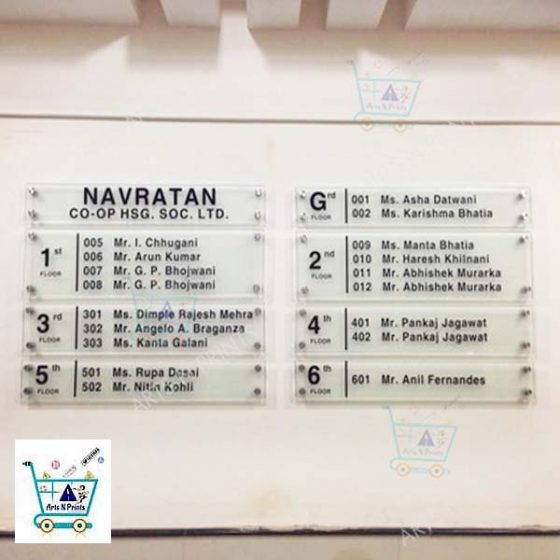 NAVRATAN
CO-OP HSG. SOC. LTD.
Grd FLOOR
001 Ms. Asha Datwani
002 Ms. Karishma Bhatia
1st FLOOR
005 Mr. I. Chhugani
006 Mr. Arun Kumar
007 Mr. G. P. Bhojwani
008 Mr. G. P. Bhojwani
2nd FLOOR
009 Ms. Manta Bhatia
010 Mr. Haresh Khilnani
011 Mr. Abhishek Murarka
012 Mr. Abhishek Murarka
3rd FLOOR
301 Ms. Dimple Rajesh Mehra
302 Mr. Angelo A. Braganza
303 Ms. Kanta Galani
4th FLOOR
401 Mr. Pankaj Jagawat
402 Mr. Pankaj Jagawat
5th FLOOR
501 Ms. Rupa Desai
502 Mr. Nitin Kohli
6th FLOOR
601 Mr. Anil Fernandes
Arts N Prints
Arts N Prints
Arts N Prints